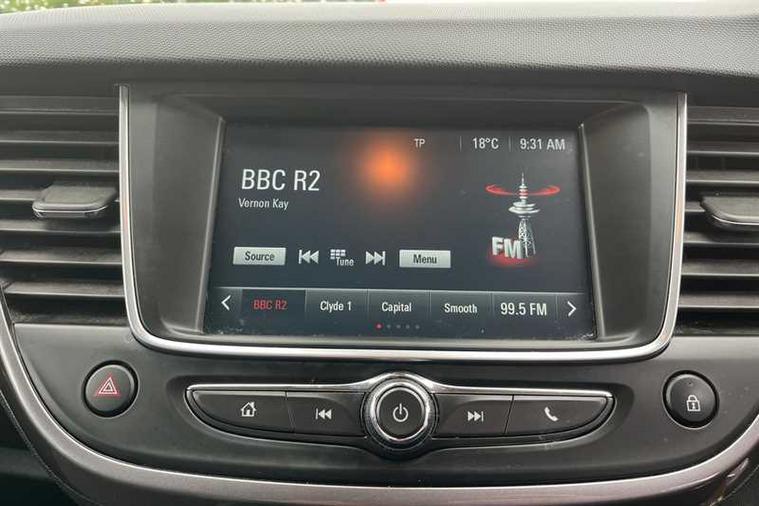 TP 18°C 9:31 AM
BBC R2
Vernon Kay
FM
Source Tune Menu
BBC R2 Clyde 1 Capital Smooth 99.5 FM